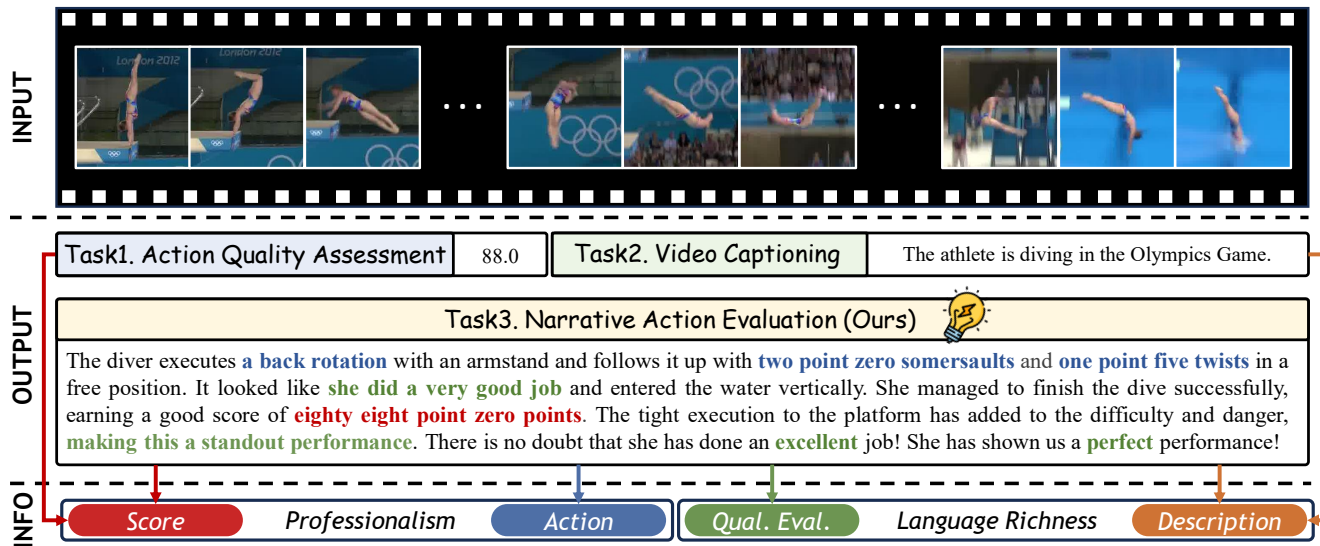 INPUT
London 2012
London 2012
...
...
OUTPUT
Task1. Action Quality Assessment
88.0
Task2. Video Captioning
The athlete is diving in the Olympics Game.
Task3. Narrative Action Evaluation (Ours)
The diver executes a back rotation with an armstand and follows it up with two point zero somersaults and one point five twists in a
free position. It looked like she did a very good job and entered the water vertically. She managed to finish the dive successfully,
earning a good score of eighty eight point zero points. The tight execution to the platform has added to the difficulty and danger,
making this a standout performance. There is no doubt that she has done an excellent job! She has shown us a perfect performance!
INFO
Score
Professionalism
Action
Qual. Eval.
Language Richness
Description